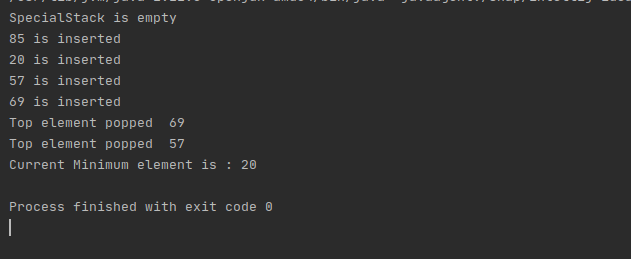 SpecialStack is empty
85 is inserted
20 is inserted
57 is inserted
69 is inserted
Top element popped  69
Top element popped  57
Current Minimum element is : 20
Process finished with exit code 0